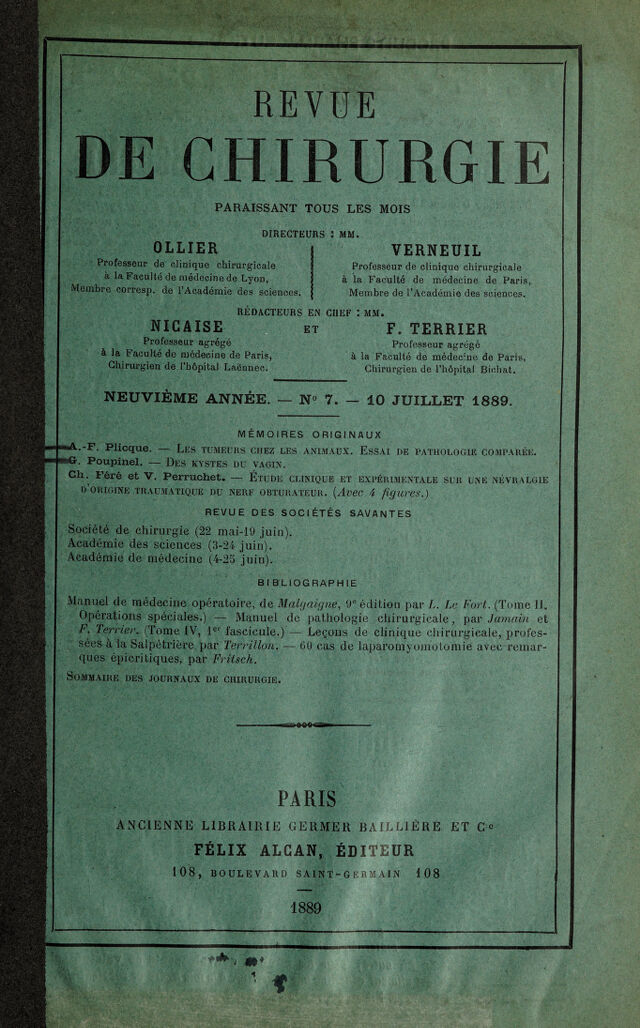 REVUE
DE CHIRURGIE
PARAISSANT TOUS LES MOIS
DIRECTEURS : MM.
OLLIER
Professeur de clinique chirurgicale
à la Faculté de médecine de Lyon,
Membre corresp. de l'Académie des sciences.
VERNEUIL
Professeur de clinique chirurgicale
à la Faculté de médecine de Paris,
Membre de l'Académie des sciences.
RÉDACTEURS EN CHEF : MM.
NICAISE
Professeur agrégé
à la Faculté de médecine de Paris,
Chirurgien de l'hôpital Laënnec.
ET
F. TERRIER
Professeur agrégé
à la Faculté de médecine de Paris,
Chirurgien de l'hôpital Bichat.
NEUVIÈME ANNÉE. — No 7. — 10 JUILLET 1889.
MÉMOIRES ORIGINAUX
A.-F. Plicque. — LES TUMEURS CHEZ LES ANIMAUX. ESSAI DE PATHOLOGIE COMPARÉE.
G. Poupinel. — DES KYSTES DU VAGIN.
Ch. Féré et V. Perruchet. — ÉTUDE CLINIQUE ET EXPÉRIMENTALE SUR UNE NÉVRALGIE
D'ORIGINE TRAUMATIQUE DU NERF OBTURATEUR. (Avec 4 figures.)
REVUE DES SOCIÉTÉS SAVANTES
Société de chirurgie (22 mai-19 juin).
Académie des sciences (3-24 juin).
Académie de médecine (4-25 juin).
BIBLIOGRAPHIE
Manuel de médecine opératoire, de Malgaigne, 9e édition par L. Le Fort. (Tome II.
Opérations spéciales.) — Manuel de pathologie chirurgicale, par Jamain et
F. Terrier. (Tome IV, 1er fascicule.) — Leçons de clinique chirurgicale, profes-
sées à la Salpétrière par Terrillon. — 60 cas de laparomyomotomie avec remar-
ques épicritiques, par Fritsch.
SOMMAIRE DES JOURNAUX DE CHIRURGIE.
PARIS
ANCIENNE LIBRAIRIE GERMER BAILLIÈRE ET Ce
FÉLIX ALCAN, ÉDITEUR
108, BOULEVARD SAINT-GERMAIN 108
1889